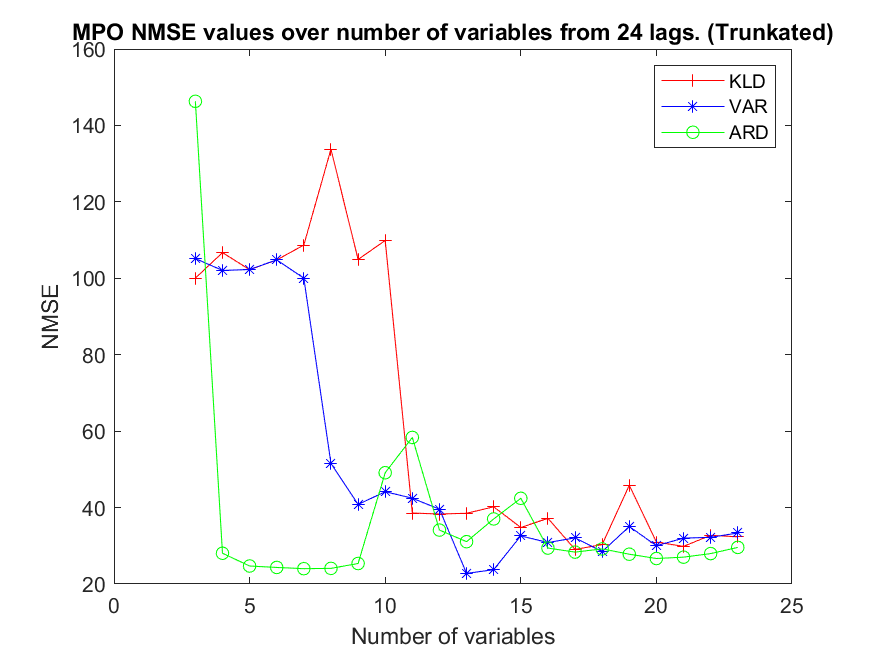 MPO NMSE values over number of variables from 24 lags. (Trunkated)
160
140
120
100
80
60
40
20
NMSE
KLD
VAR
ARD
0
5
10
15
20
25
Number of variables